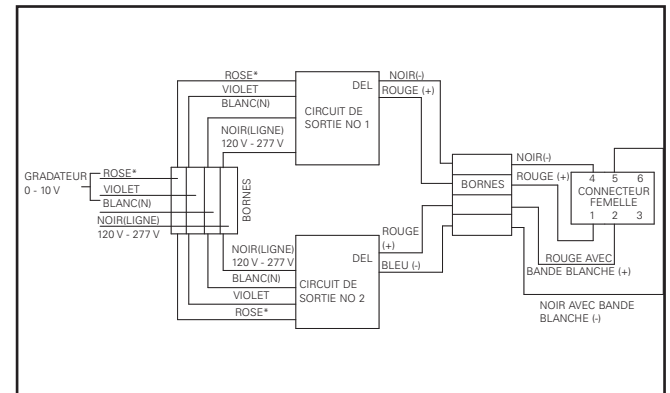 ROSE*
VIOLET
BLANC(N)
NOIR(LIGNE)
120 V - 277 V
DEL
CIRCUIT DE
SORTIE NO 1
NOIR(-)
ROUGE (+)
GRADATEUR
0 - 10 V
ROSE*
VIOLET
BLANC(N)
NOIR(LIGNE)
120 V - 277 V
BORNES
BORNES
NOIR(-)
ROUGE (+)
4 5 6
CONNECTEUR
FEMELLE
1 2 3
NOIR(LIGNE)
120 V - 277 V
BLANC(N)
VIOLET
ROSE*
DEL
CIRCUIT DE
SORTIE NO 2
ROUGE
(+)
BLEU (-)
ROUGE AVEC
BANDE BLANCHE (+)
NOIR AVEC BANDE
BLANCHE (-)